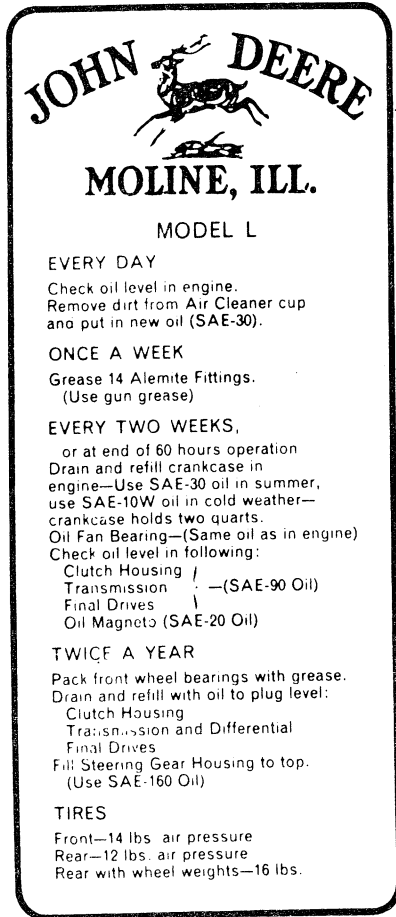 JOHN DEERE
MOLINE, ILL.
MODEL L
EVERY DAY
Check oil level in engine.
Remove dirt from Air Cleaner cup
and put in new oil (SAE-30).
ONCE A WEEK
Grease 14 Alemite Fittings.
(Use gun grease)
EVERY TWO WEEKS,
or at end of 60 hours operation
Drain and refill crankcase in
engine—Use SAE-30 oil in summer,
use SAE-10W oil in cold weather—
crankcase holds two quarts.
Oil Fan Bearing—(Same oil as in engine)
Check oil level in following:
Clutch Housing
Transmission —(SAE-90 Oil)
Final Drives
Oil Magneto (SAE-20 Oil)
TWICE A YEAR
Pack front wheel bearings with grease.
Drain and refill with oil to plug level:
Clutch Housing
Transmission and Differential
Final Drives
Fill Steering Gear Housing to top.
(Use SAE-160 Oil)
TIRES
Front—14 lbs air pressure
Rear—12 lbs. air pressure
Rear with wheel weights—16 lbs.